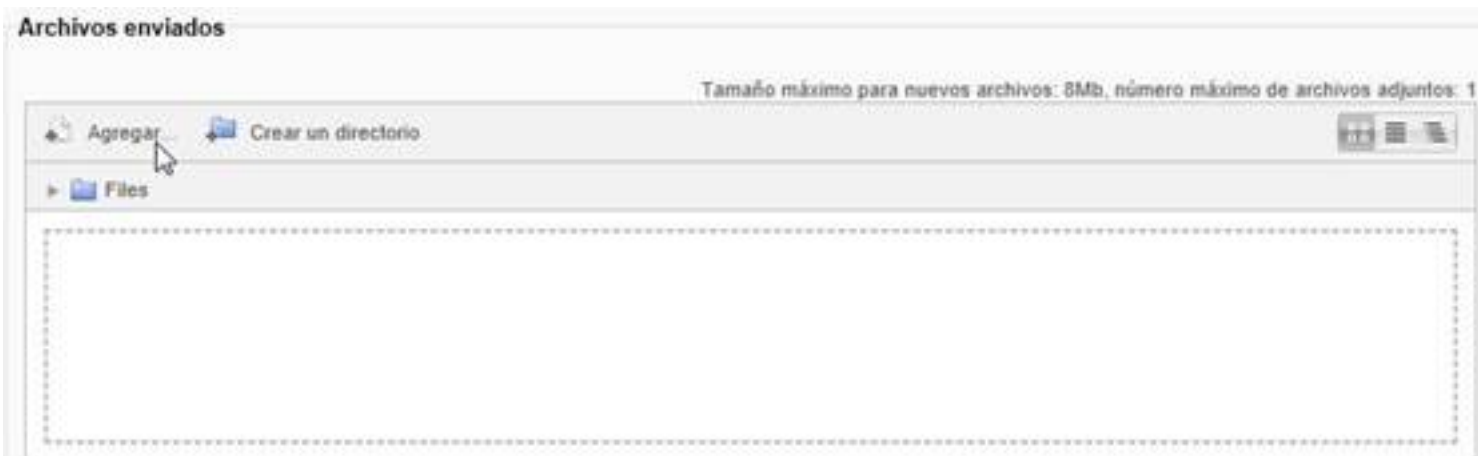 Archivos enviados
Tamaño máximo para nuevos archivos: 8Mb, número máximo de archivos adjuntos: 1
Agregar... Crear un directorio
Files